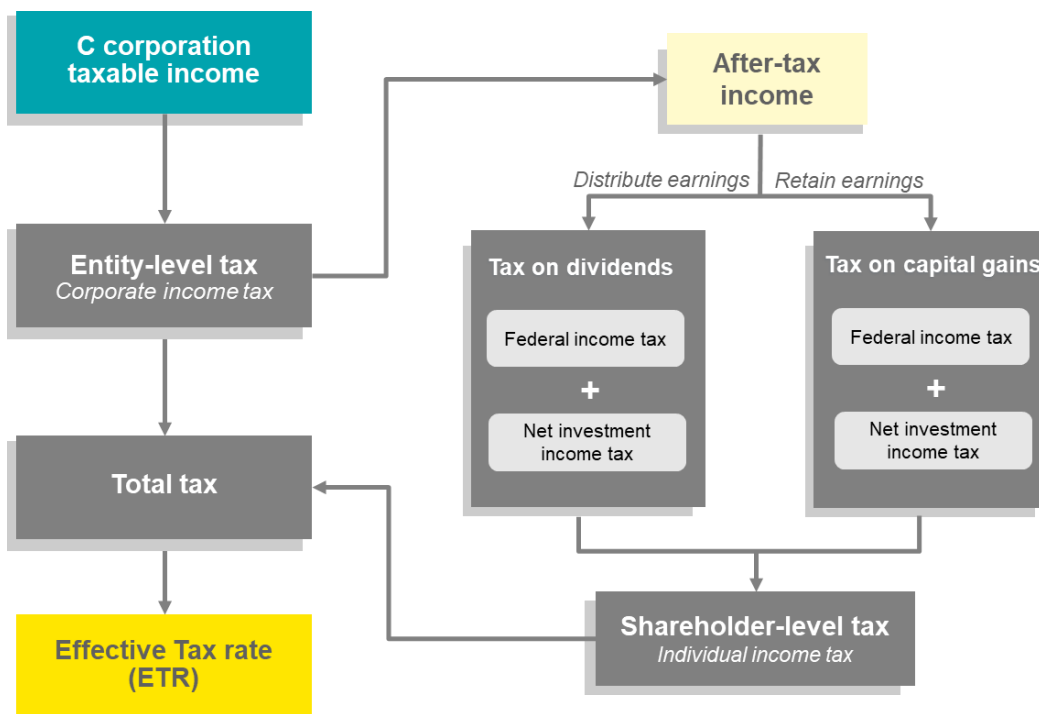 C corporation
taxable income
After-tax
income
Distribute earnings
Retain earnings
Entity-level tax
Corporate income tax
Tax on dividends
Federal income tax
+
Net investment
income tax
Tax on capital gains
Federal income tax
+
Net investment
income tax
Total tax
Shareholder-level tax
Individual income tax
Effective Tax rate
(ETR)